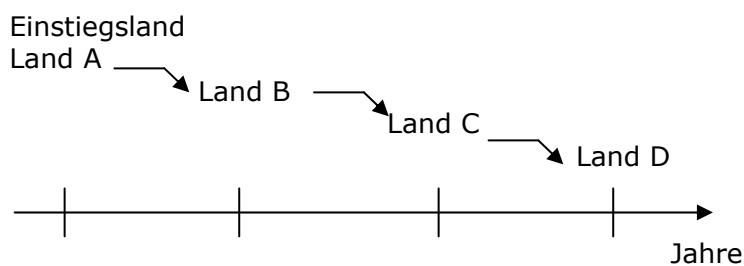 Einstiegsland
Land A
Land B
Land C
Land D
Jahre